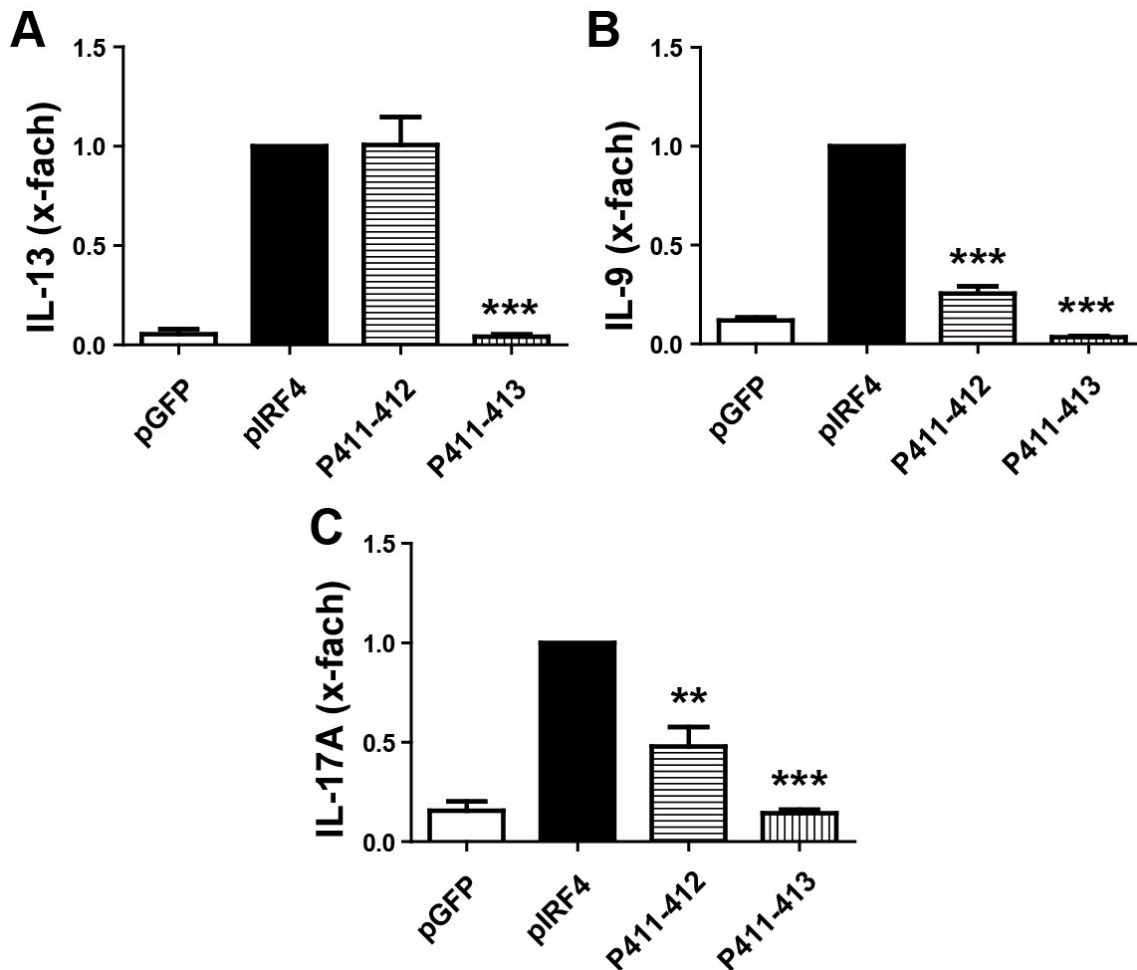 A
IL-13 (x-fach)
1.5
1.0
0.5
0.0
***
pGFP
pIRF4
P411-412
P411-413
B
IL-9 (x-fach)
1.5
1.0
0.5
0.0
***
***
pGFP
pIRF4
P411-412
P411-413
C
IL-17A (x-fach)
1.5
1.0
0.5
0.0
**
***
pGFP
pIRF4
P411-412
P411-413